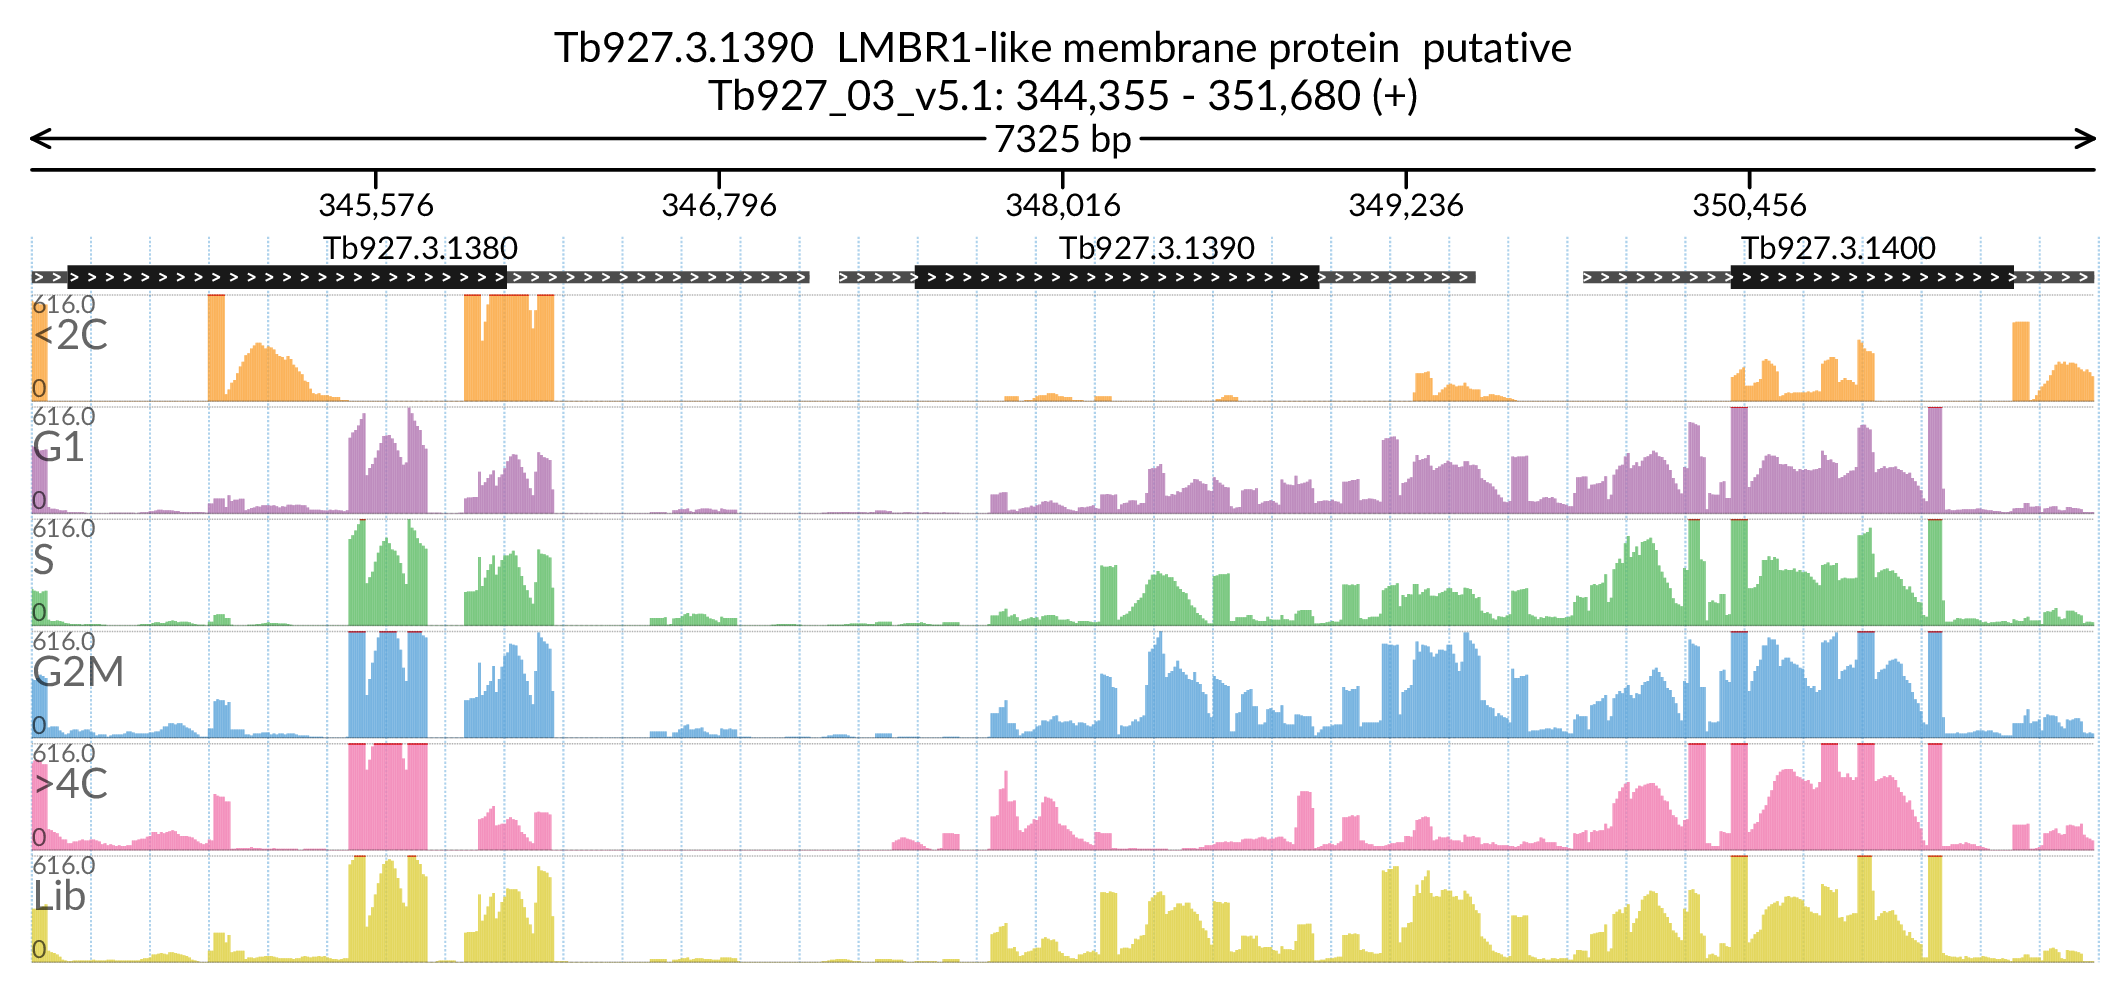 Tb927.3.1390  LMBR1-like membrane protein  putative
Tb927_03_v5.1: 344,355 - 351,680 (+)
7325 bp
345,576 346,796 348,016 349,236 350,456
Tb927.3.1380 Tb927.3.1390 Tb927.3.1400
616.0
<2C
0
616.0
G1
0
616.0
S
0
616.0
G2M
0
616.0
>4C
0
616.0
Lib
0